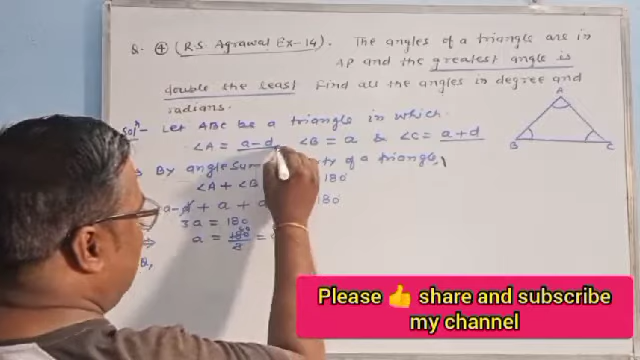 Q. ④ (R.S. Agrawal Ex-14) The angles of a triangle are in
AP and the greatest angle is
double the least Find all the angles in degree and
radians.
Sol^n - Let ABC be a triangle in which.
∠A = a-d, ∠B = a & ∠C = a+d
By angle sum ty of a triangle,
∠A + ∠B 180
a-d + a + a 180
3a = 180
⇒ a = 180/3 =
A
B
C
Please 👍 share and subscribe
my channel